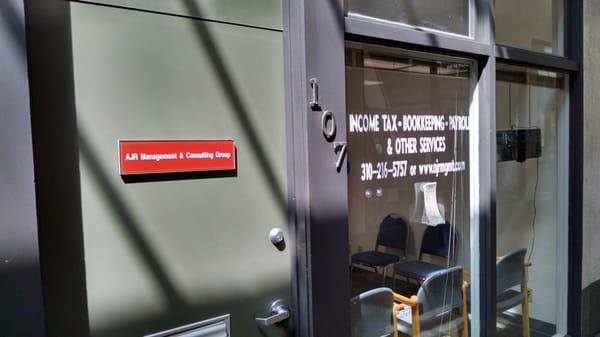 AJR Management & Consulting Group
107
INCOME TAX - BOOKKEEPING - PAYROLL
& OTHER SERVICES
310-216-5757 or www.ajrmgmt.com